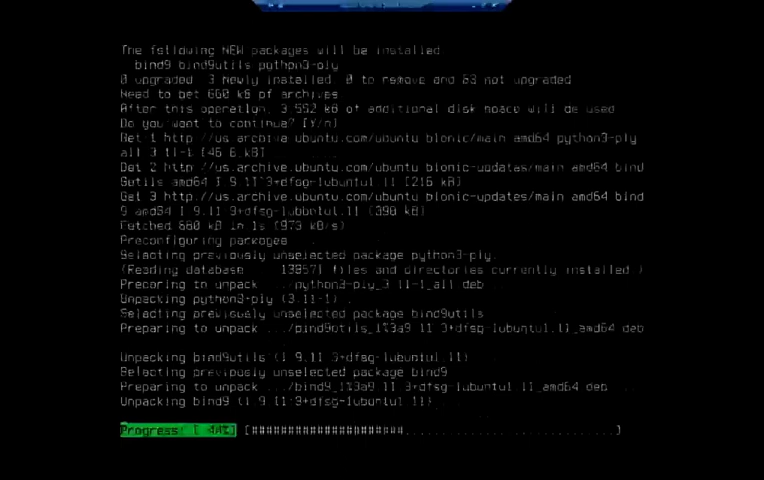 The following NEW packages will be installed
bind9 bind9utils python3-ply
0 upgraded 3 newly installed 0 to remove and 63 not upgraded
Need to get 660 kB of archives
After this operation, 3,552 kB of additional disk space will be used
Do you want to continue? [Y/n]
Get 1 http://us.archive.ubuntu.com/ubuntu bionic/main amd64 python3-ply
all 3 11-1 [46 6 kB]
Get 2 http //us.archive.ubuntu.com/ubuntu bionic-updates/main amd64 bind
9utils amd64 1 9.11 3+dfsg-1ubuntu1 11 [216 kB]
Get 3 http://us.archive.ubuntu.com/ubuntu bionic-updates/main amd64 bind
9 amd64 1 9.11 3+dfsg-1ubuntu1.11 [398 kB]
Fetched 660 kB in 1s (973 kB/s)
Preconfiguring packages
Selecting previously unselected package python3-ply.
(Reading database 138571 files and directories currently installed.)
Preparing to unpack .../python3-ply_3 11-1_all deb
Unpacking python3-ply (3.11-1) .
Selecting previously unselected package bind9utils
Preparing to unpack .../bind9utils_1%3a9 11 3+dfsg-1ubuntu1.11_amd64 deb
Unpacking bind9utils (1 9.11 3+dfsg-1ubuntu1.11)
Selecting previously unselected package bind9
Preparing to unpack .../bind9_1%3a9 11 3+dfsg-1ubuntu1 11_amd64 deb
Unpacking bind9 (1 9 11 3+dfsg-1ubuntu1 11)
Progress: [ 44%]